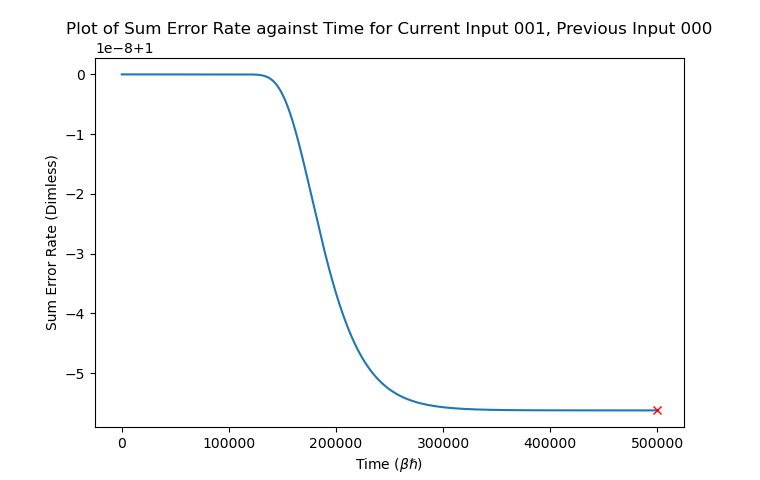 Plot of Sum Error Rate against Time for Current Input 001, Previous Input 000
1e−8+1
0
−1
−2
−3
−4
−5
Sum Error Rate (Dimless)
0 100000 200000 300000 400000 500000
Time (βℏ)